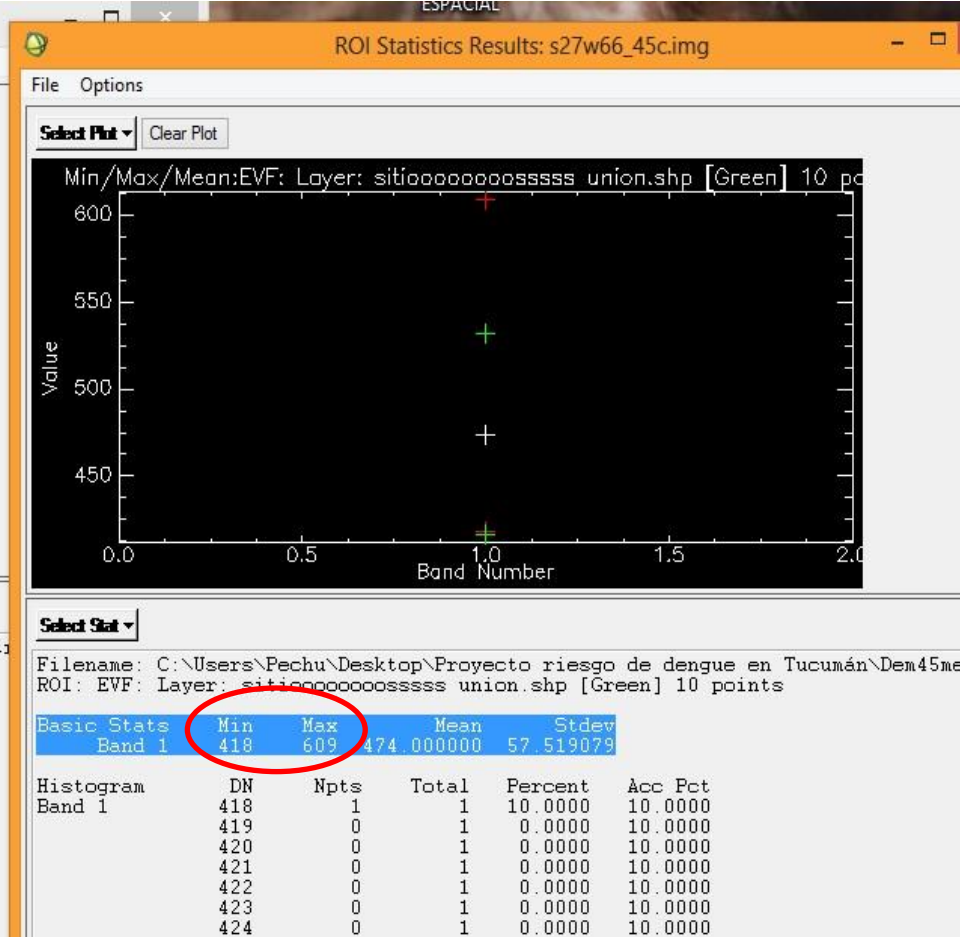 ESPACIAL
ROI Statistics Results: s27w66_45c.img
File Options
Select Plot Clear Plot
Min/Max/Mean:EVF: Layer: sitioooooooosssss union.shp [Green] 10 po
600
550
500
450
Value
0.0 0.5 1.0 1.5 2.0
Band Number
Select Stat
Filename: C:\Users\Pechu\Desktop\Proyecto riesgo de dengue en Tucumán\Dem45me
ROI: EVF: Layer: sitioooooooosssss union.shp [Green] 10 points
Basic Stats Min Max Mean Stdev
Band 1 418 609 474.000000 57.519079
Histogram DN Npts Total Percent Acc Pct
Band 1 418 1 1 10.0000 10.0000
419 0 1 0.0000 10.0000
420 0 1 0.0000 10.0000
421 0 1 0.0000 10.0000
422 0 1 0.0000 10.0000
423 0 1 0.0000 10.0000
424 0 1 0.0000 10.0000